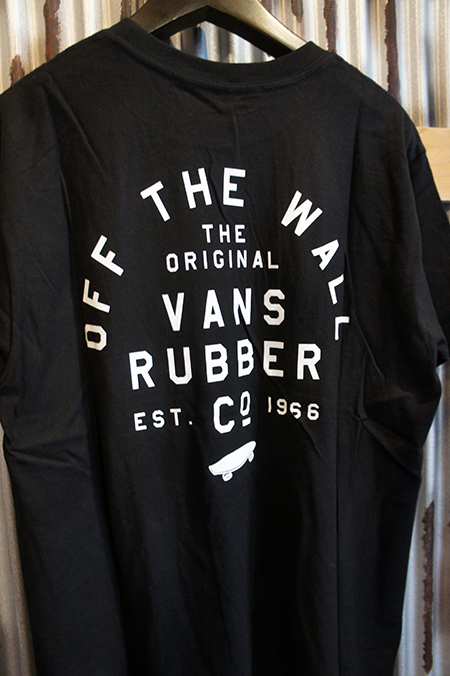 OFF THE WALL
THE
ORIGINAL
VANS
RUBBER
EST. Co 1966